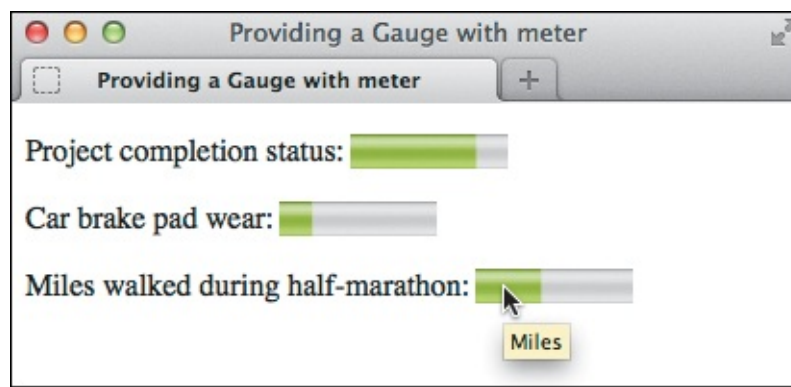 Providing a Gauge with meter
Providing a Gauge with meter
Project completion status:
Car brake pad wear:
Miles walked during half-marathon:
Miles